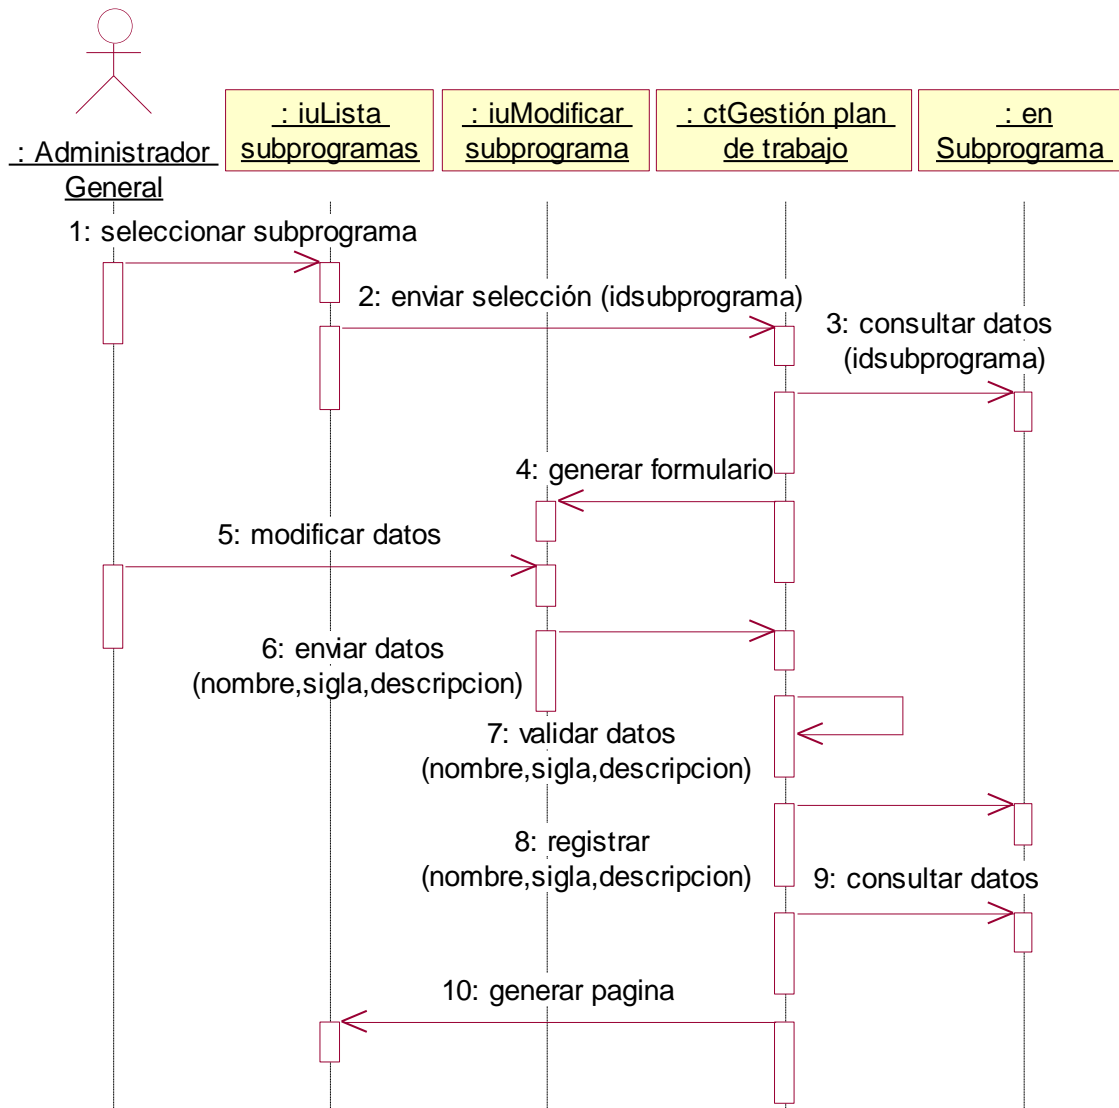 : Administrador
General
: iuLista
subprogramas
: iuModificar
subprograma
: ctGestión plan
de trabajo
: en
Subprograma
1: seleccionar subprograma
2: enviar selección (idsubprograma)
3: consultar datos
(idsubprograma)
4: generar formulario
5: modificar datos
6: enviar datos
(nombre,sigla,descripcion)
7: validar datos
(nombre,sigla,descripcion)
8: registrar
(nombre,sigla,descripcion)
9: consultar datos
10: generar pagina